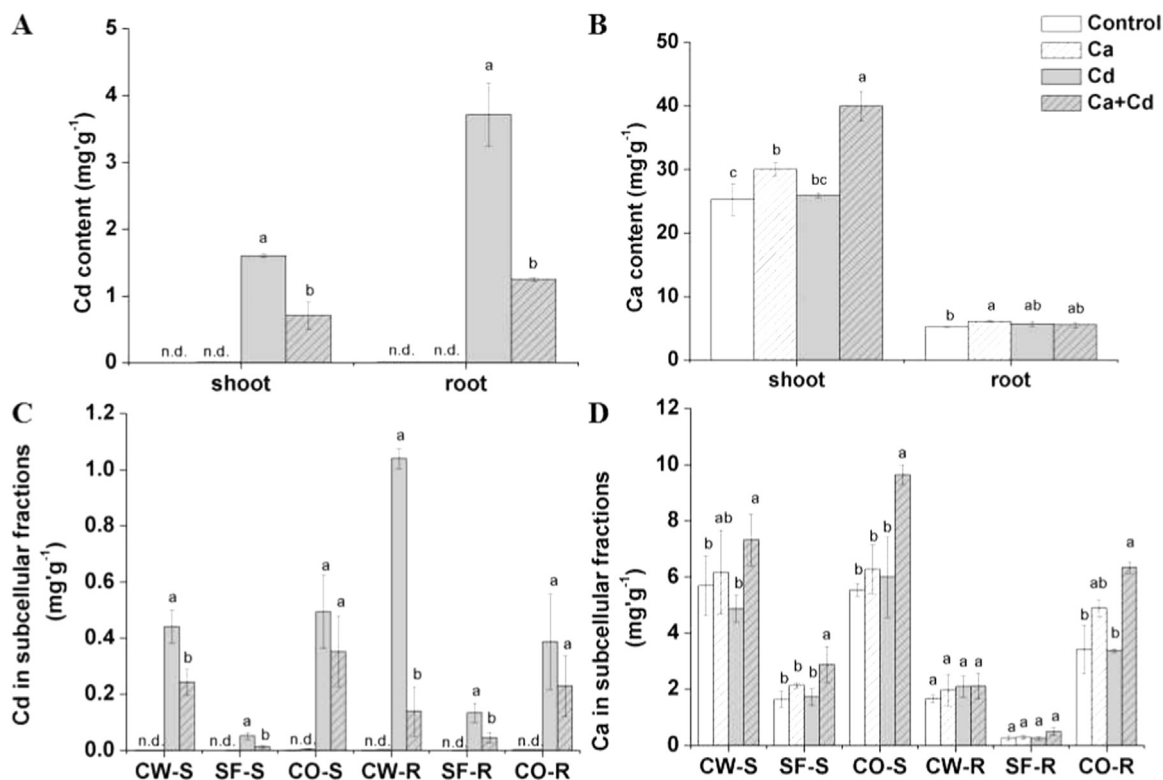 A
5
4
3
2
1
0
Cd content (mg'g-1)
n.d. n.d. a b
n.d. n.d. a b
shoot root
B
50
40
30
20
10
0
Ca content (mg'g-1)
c b bc a
b a ab ab
shoot root
Control
Ca
Cd
Ca+Cd
C
1.2
1.0
0.8
0.6
0.4
0.2
0.0
Cd in subcellular fractions
(mg'g-1)
n.d. a b
n.d. a b
n.d. a a
n.d. a b
n.d. a b
n.d. a a
CW-S SF-S CO-S CW-R SF-R CO-R
D
12
10
8
6
4
2
0
Ca in subcellular fractions
(mg'g-1)
b ab b a
b b b a
b b b a
a a a a
a a a a
b ab b a
CW-S SF-S CO-S CW-R SF-R CO-R